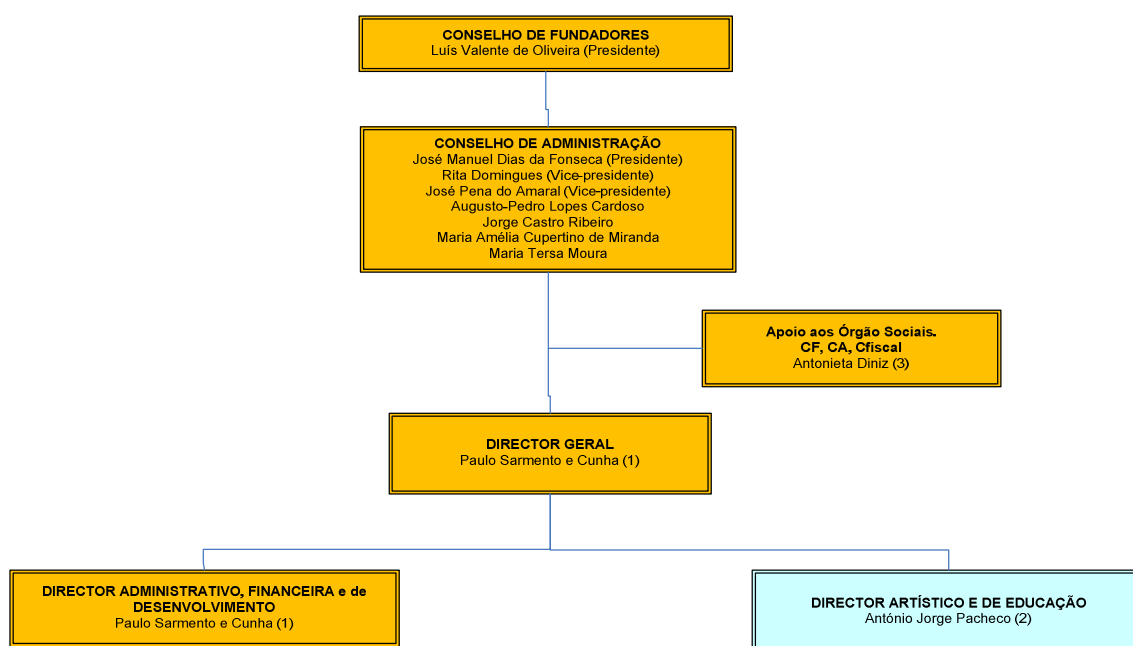 CONSELHO DE FUNDADORES
Luís Valente de Oliveira (Presidente)
CONSELHO DE ADMINISTRAÇÃO
José Manuel Dias da Fonseca (Presidente)
Rita Domingues (Vice-presidente)
José Pena do Amaral (Vice-presidente)
Augusto-Pedro Lopes Cardoso
Jorge Castro Ribeiro
Maria Amélia Cupertino de Miranda
Maria Tersa Moura
Apoio aos Órgão Sociais.
CF, CA, Cfiscal
Antonieta Diniz (3)
DIRECTOR GERAL
Paulo Sarmento e Cunha (1)
DIRECTOR ADMINISTRATIVO, FINANCEIRA e de
DESENVOLVIMENTO
Paulo Sarmento e Cunha (1)
DIRECTOR ARTÍSTICO E DE EDUCAÇÃO
António Jorge Pacheco (2)